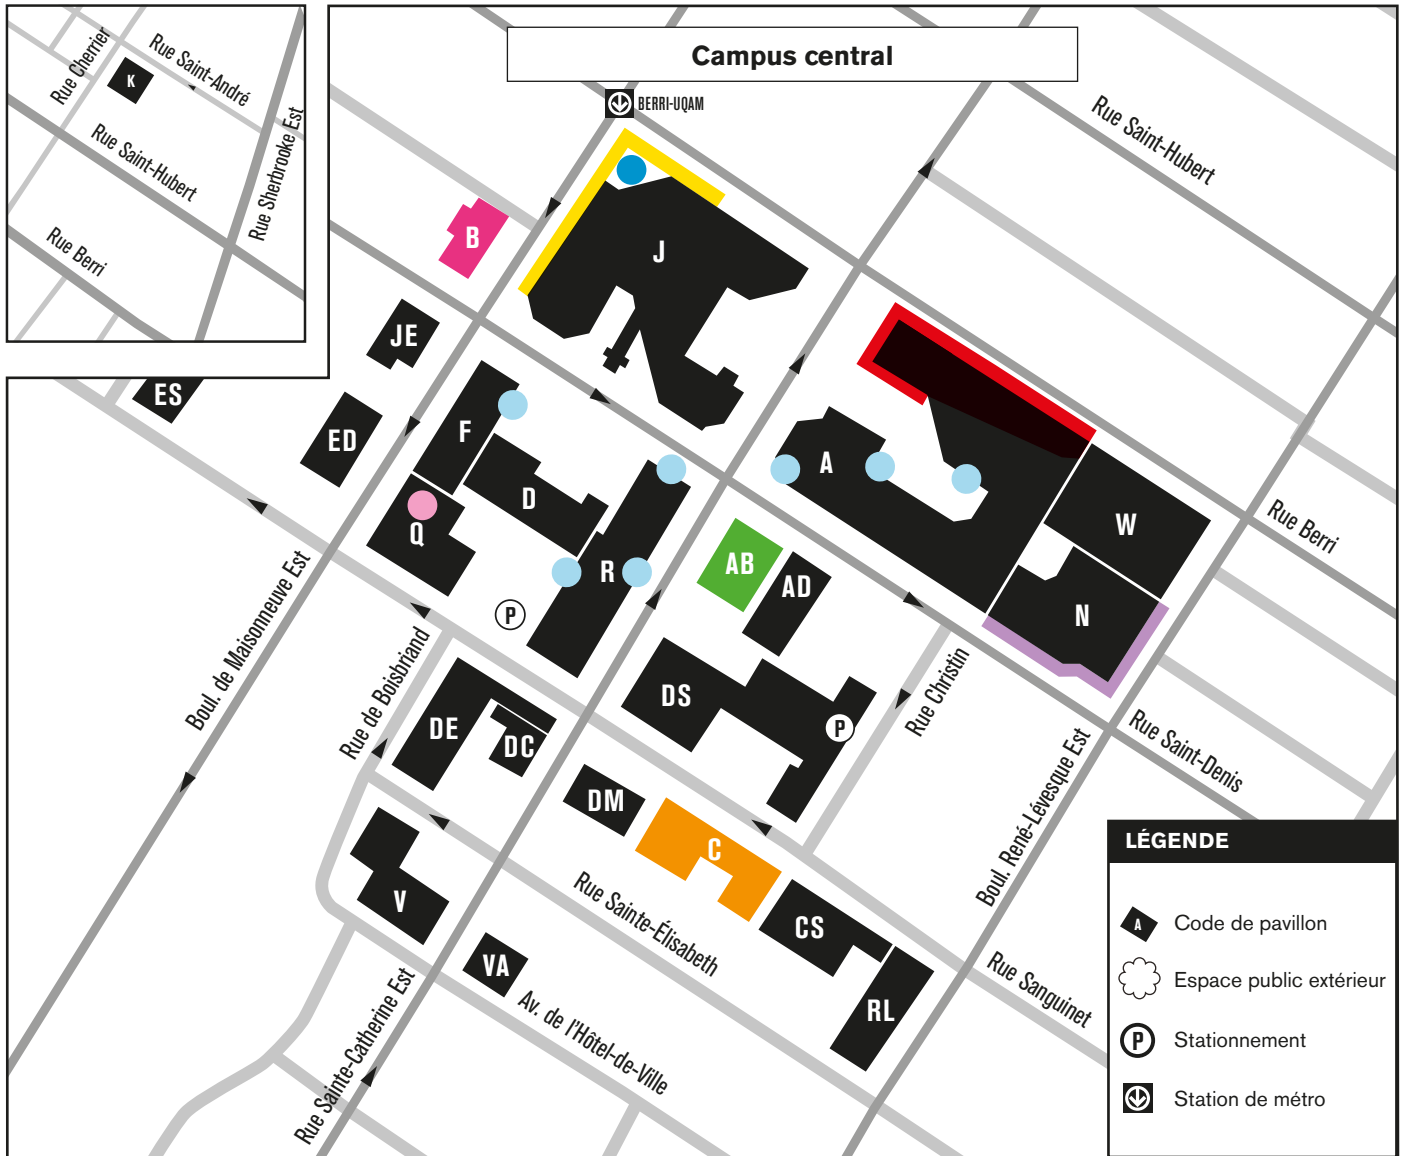 Campus central
BERRI-UQAM
Rue Cherrier
Rue Saint-André
K
Rue Saint-Hubert
Rue Sherbrooke Est
Rue Berri
Rue Saint-Hubert
B
J
JE
ES
ED
F
D
Q
R
P
A
W
N
AB
AD
Rue Berri
Boul. de Maisonneuve Est
Rue de Boisbriand
DE
DC
DS
P
Rue Christin
Rue Saint-Denis
Boul. René-Lévesque Est
DM
C
CS
RL
V
VA
Rue Sainte-Élisabeth
Rue Sanguinet
Av. de l'Hôtel-de-Ville
Rue Sainte-Catherine Est
LÉGENDE
A Code de pavillon
Espace public extérieur
P Stationnement
Station de métro